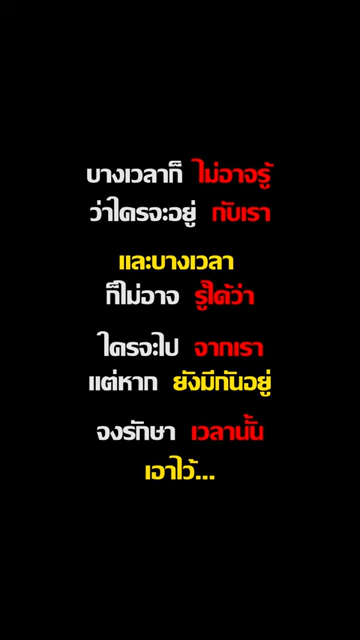 บางเวลาก็ ไม่อาจรู้
ว่าใครจะอยู่ กับเรา
และบางเวลา
ก็ไม่อาจ รู้ได้ว่า
ใครจะไป จากเรา
แต่หาก ยังมีกันอยู่
จงรักษา เวลานั้น
เอาไว้...